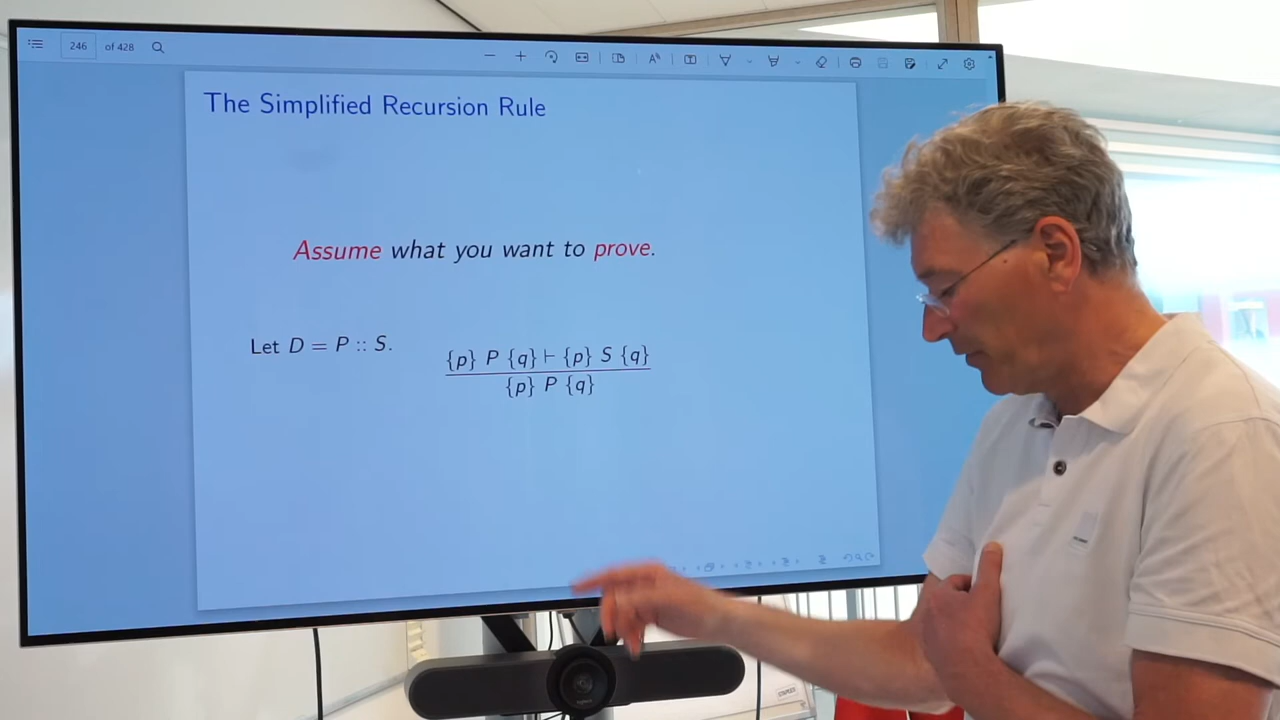 246 of 428
The Simplified Recursion Rule
Assume what you want to prove.
Let D = P :: S.
{p} P {q} ⊢ {p} S {q}
{p} P {q}